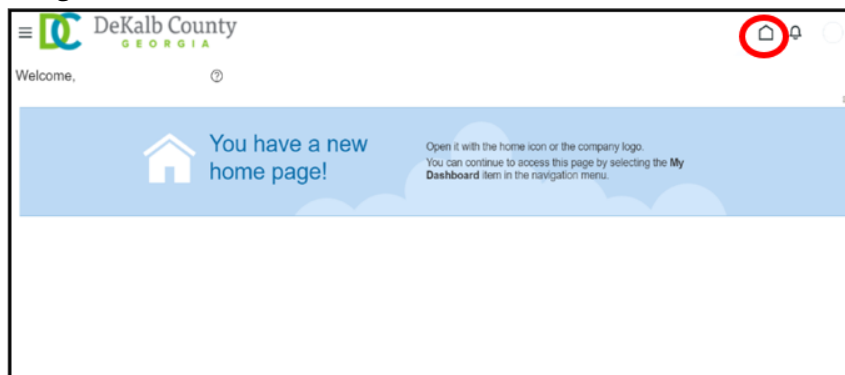 DeKalb County
GEORGIA
Welcome,
You have a new
home page!
Open it with the home icon or the company logo.
You can continue to access this page by selecting the My
Dashboard item in the navigation menu.